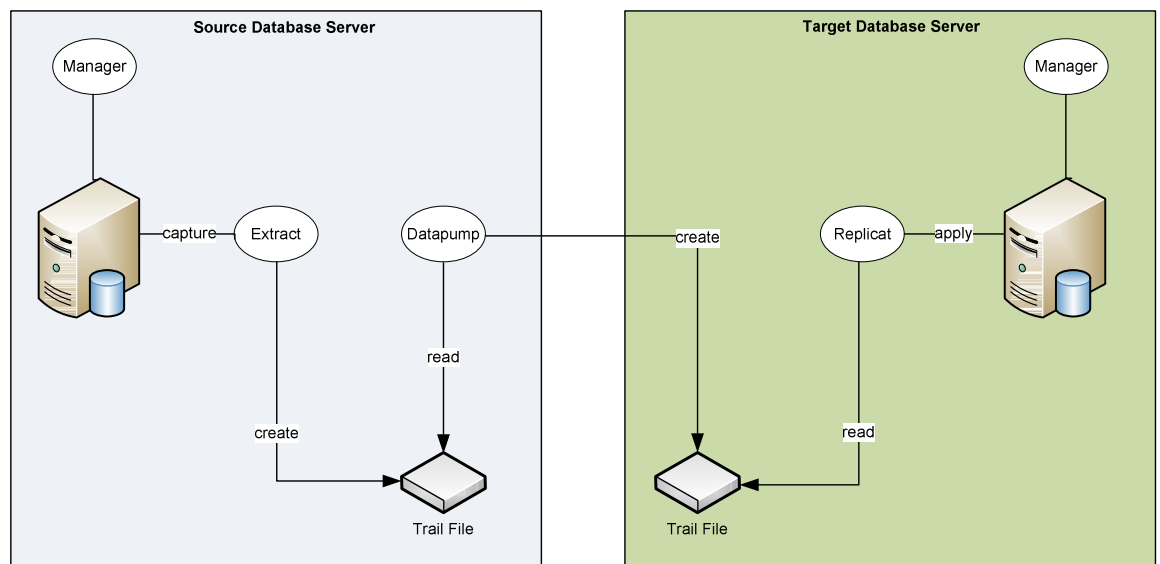 Source Database Server
Target Database Server
Manager
Manager
capture
Extract
Datapump
create
Replicat
apply
read
create
read
Trail File
Trail File